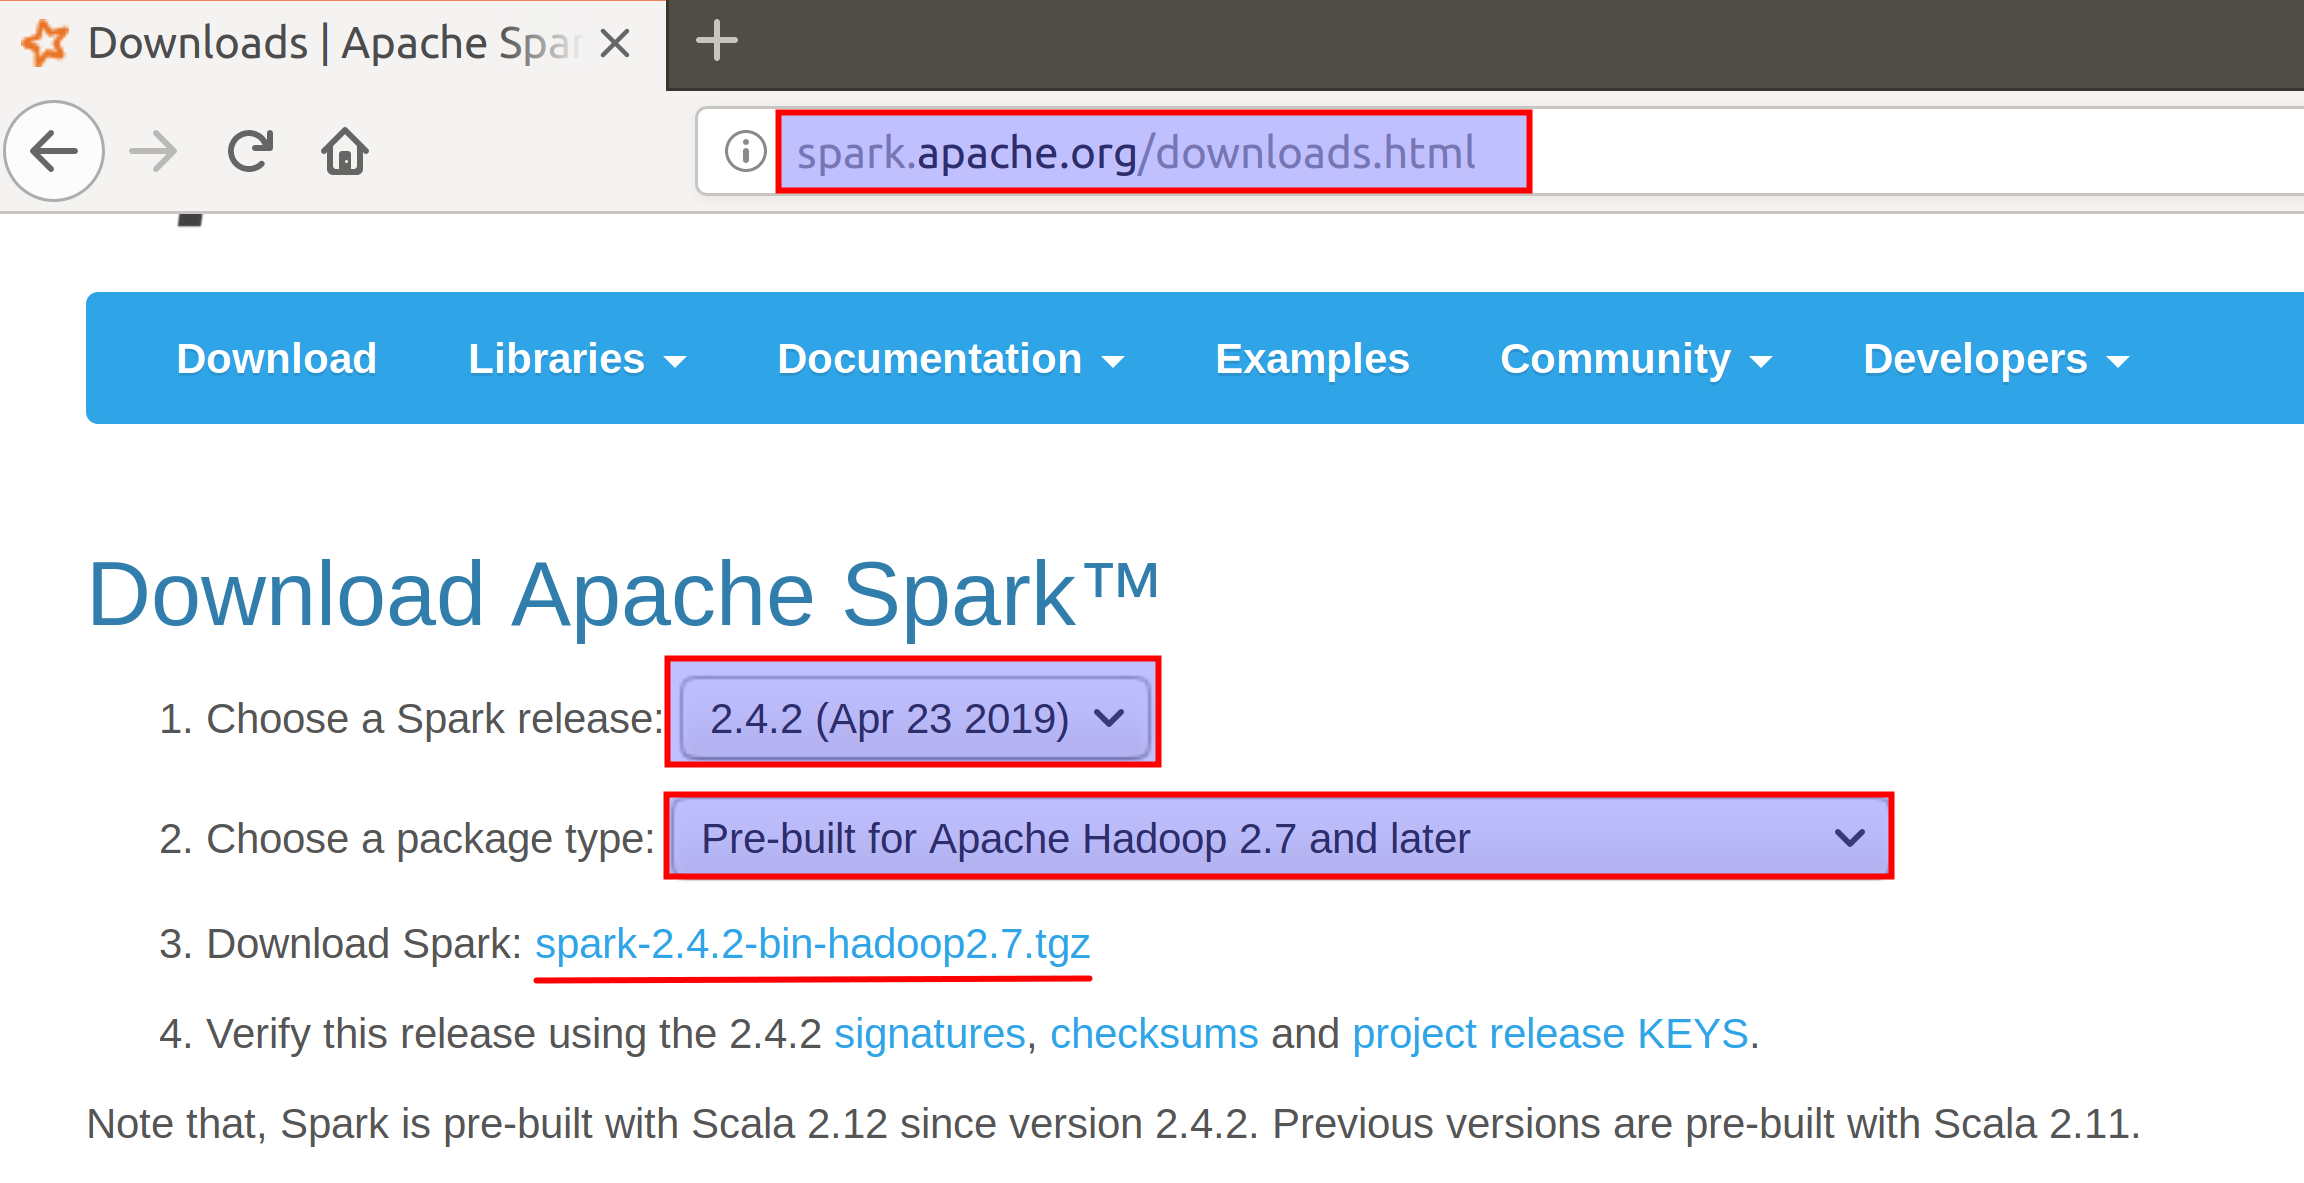 Downloads | Apache Spar
spark.apache.org/downloads.html
Download Libraries Documentation Examples Community Developers
Download Apache Spark™
1. Choose a Spark release: 2.4.2 (Apr 23 2019)
2. Choose a package type: Pre-built for Apache Hadoop 2.7 and later
3. Download Spark: spark-2.4.2-bin-hadoop2.7.tgz
4. Verify this release using the 2.4.2 signatures, checksums and project release KEYS.
Note that, Spark is pre-built with Scala 2.12 since version 2.4.2. Previous versions are pre-built with Scala 2.11.